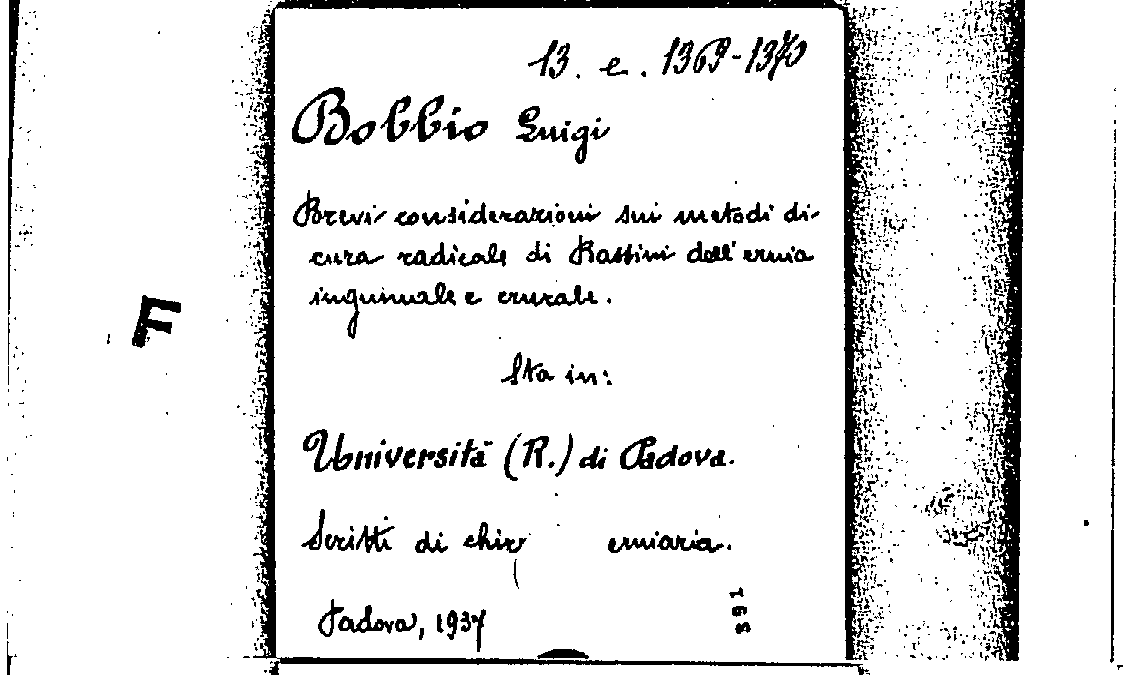 13. e. 1369-1370
Bobbio Luigi
Brevi considerazioni sui metodi di
cura radicale di Bassini dell'ernia
inguinale e crurale.
Sta in:
F
Università (R.) di Padova.
Scritti di chir erniaria.
Padova, 1937